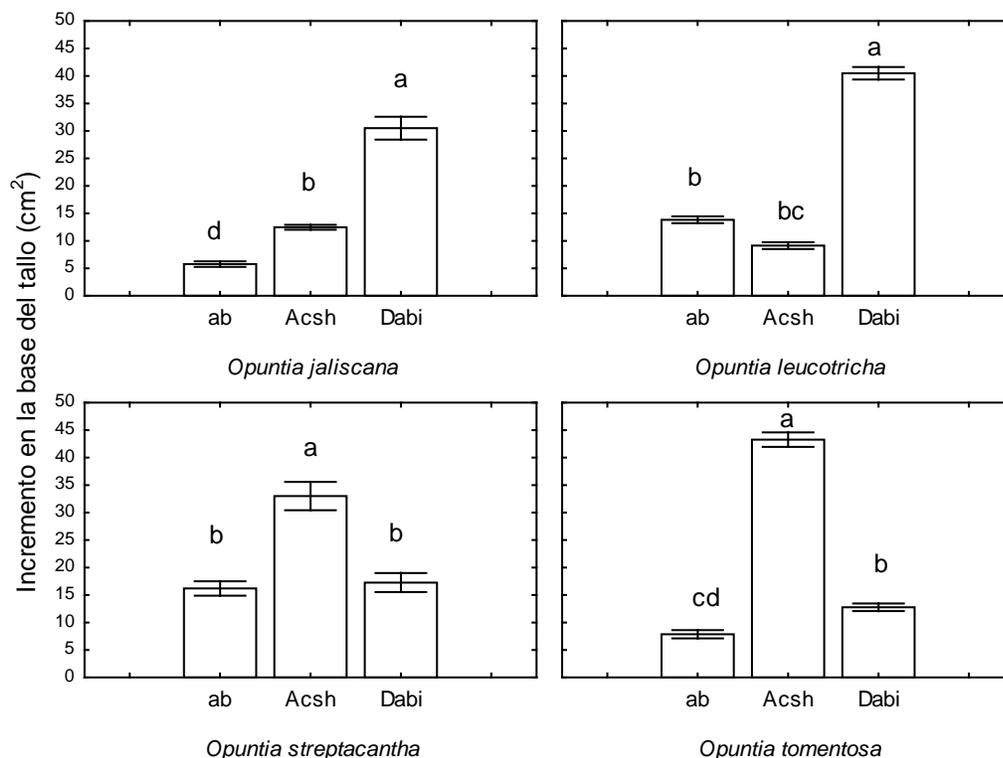 Incremento en la base del tallo (cm²)
50
45
40
35
30
25
20
15
10
5
0
d
b
a
ab Acsh Dabi
Opuntia jaliscana
b
bc
a
ab Acsh Dabi
Opuntia leucotricha
50
45
40
35
30
25
20
15
10
5
0
b
a
b
ab Acsh Dabi
Opuntia streptacantha
cd
a
b
ab Acsh Dabi
Opuntia tomentosa